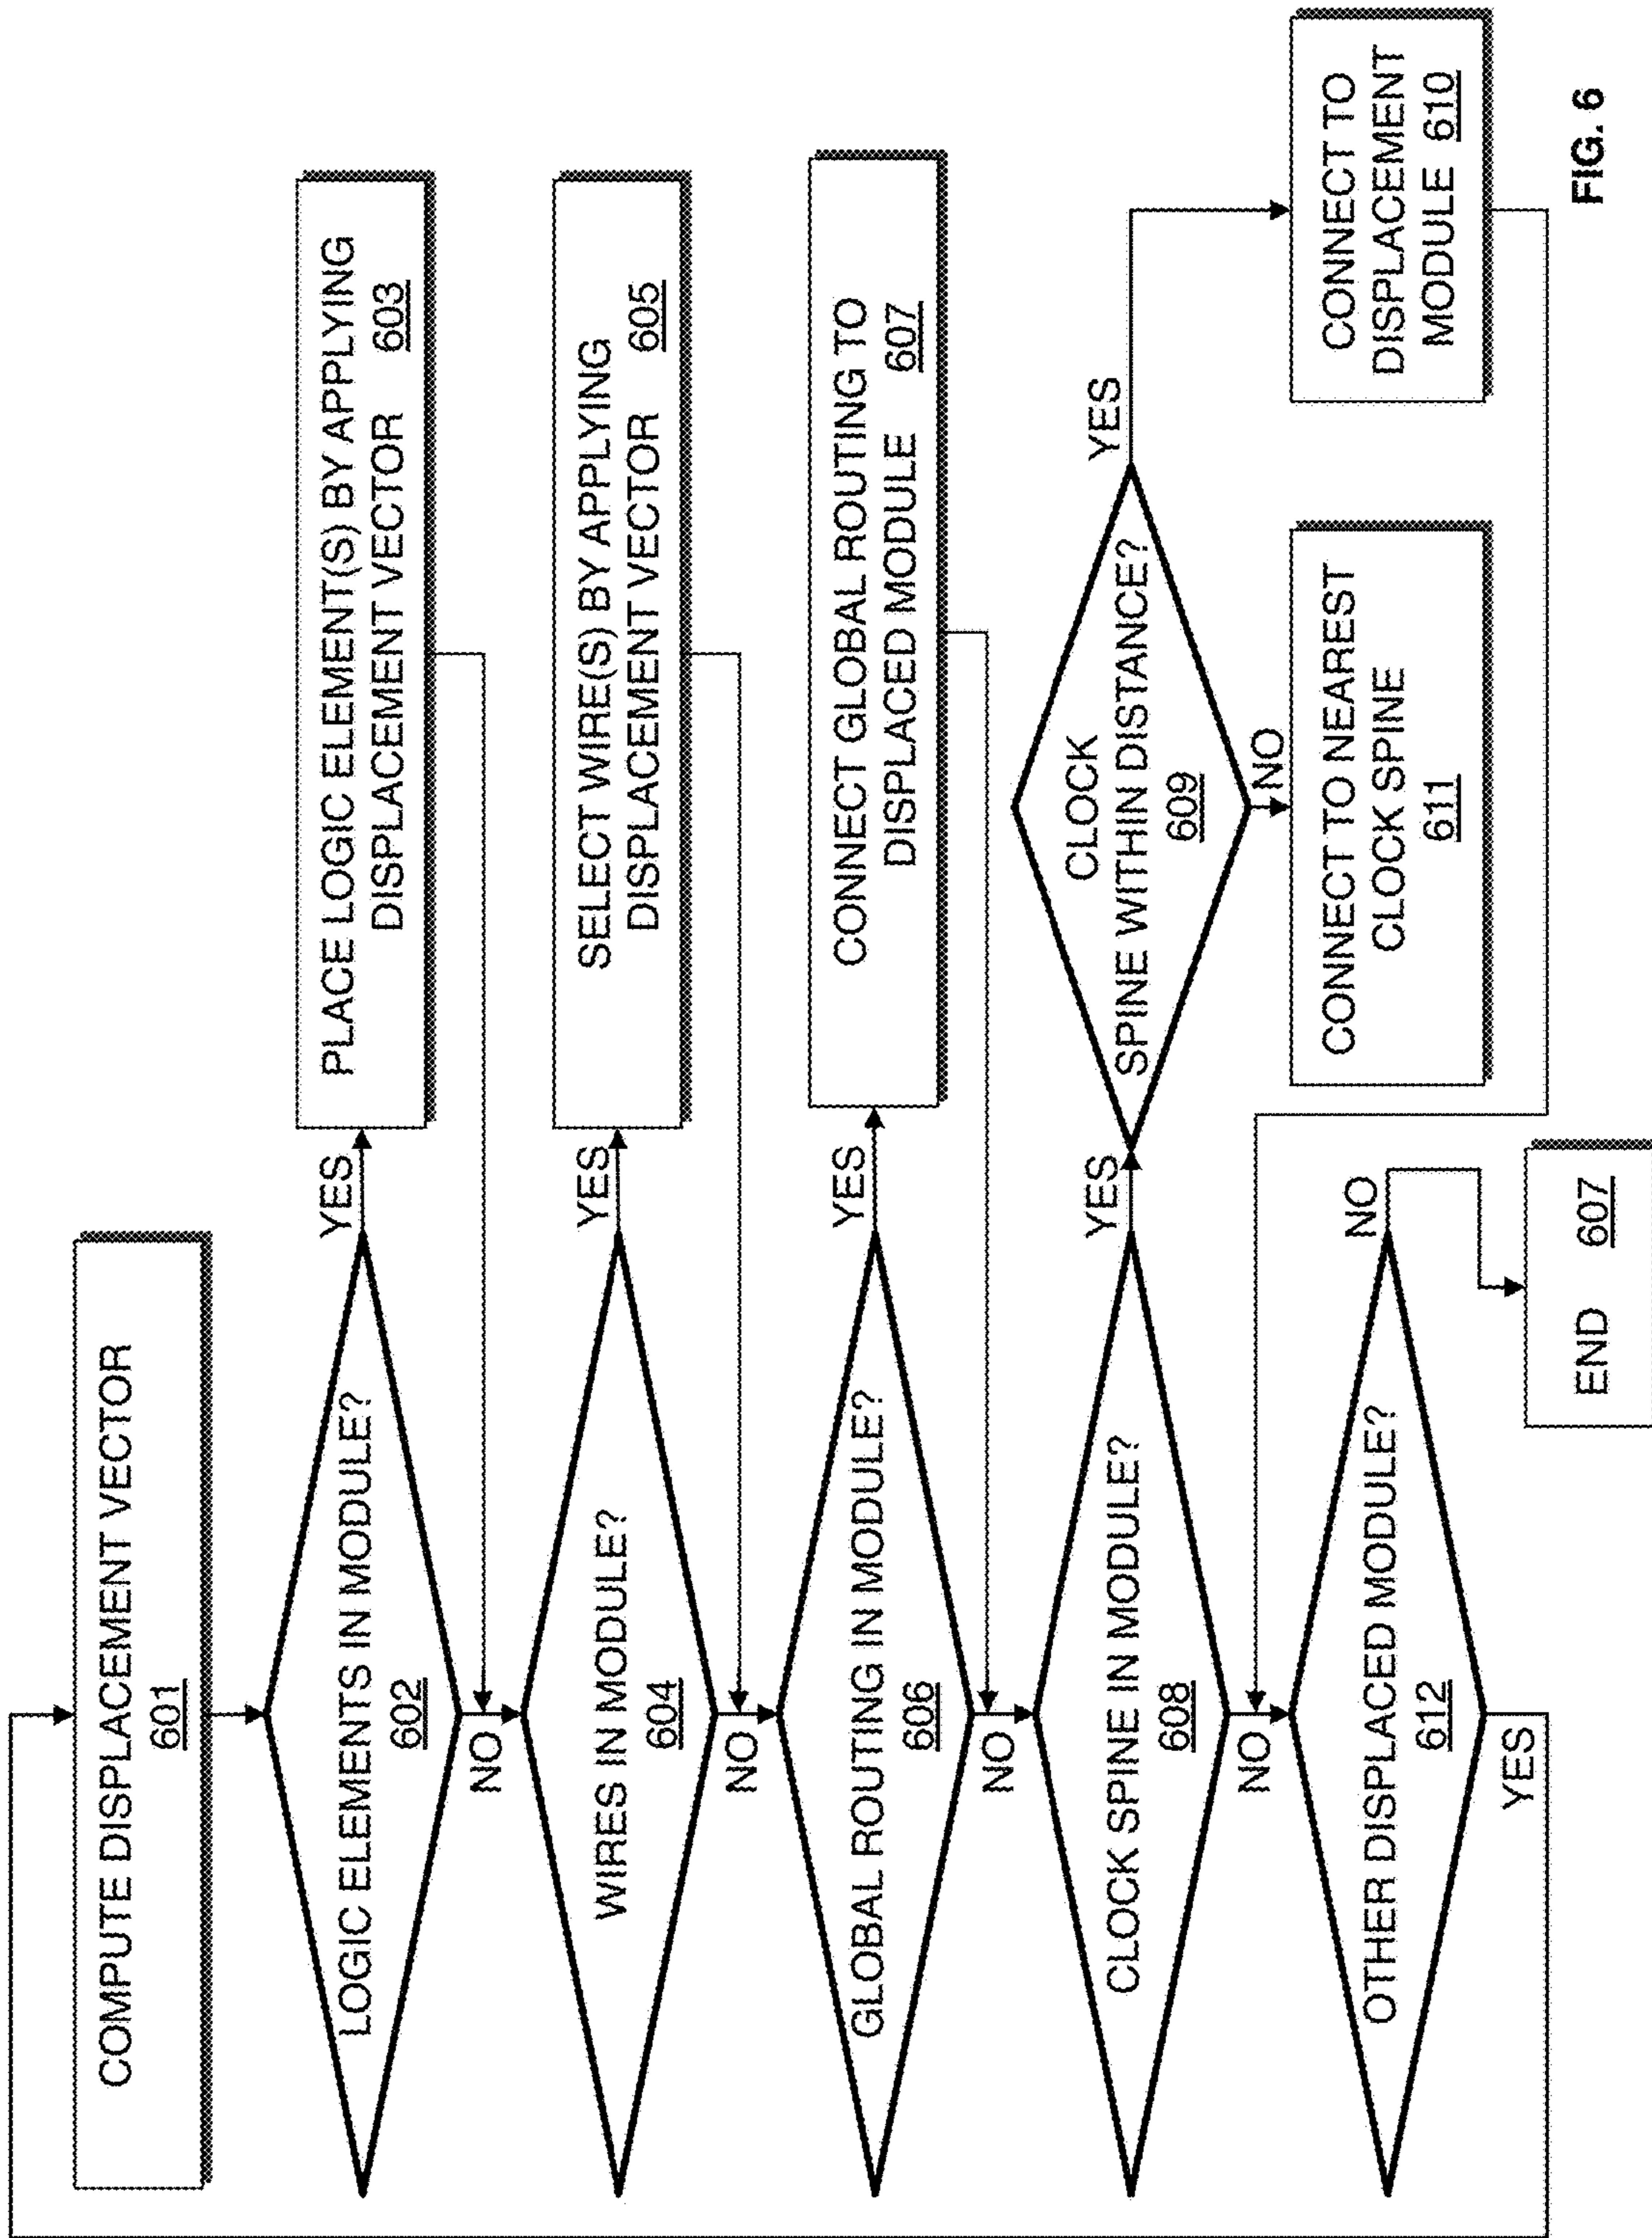 COMPUTE DISPLACEMENT VECTOR
601
LOGIC ELEMENTS IN MODULE?
602
YES
NO
PLACE LOGIC ELEMENT(S) BY APPLYING
DISPLACEMENT VECTOR 603
WIRES IN MODULE?
604
YES
NO
SELECT WIRE(S) BY APPLYING
DISPLACEMENT VECTOR 605
GLOBAL ROUTING IN MODULE?
606
YES
NO
CONNECT GLOBAL ROUTING TO
DISPLACED MODULE 607
CLOCK SPINE IN MODULE?
608
YES
NO
CLOCK
SPINE WITHIN DISTANCE?
609
YES
NO
CONNECT TO
DISPLACEMENT
MODULE 610
CONNECT TO NEAREST
CLOCK SPINE
611
OTHER DISPLACED MODULE?
612
NO
YES
END 607
FIG. 6